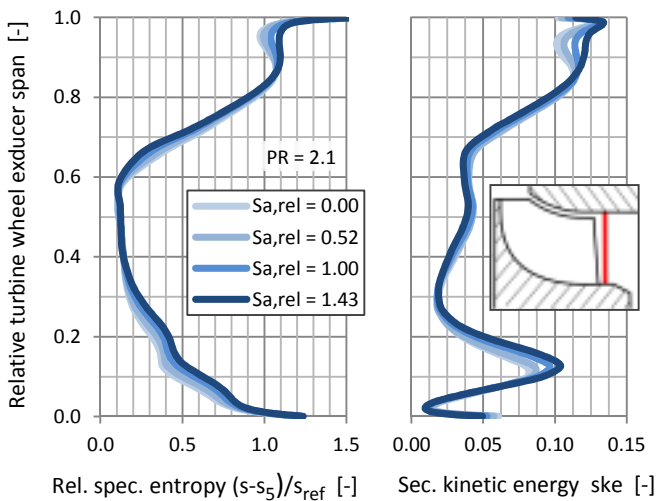 Relative turbine wheel exducer span [-]
1.0
0.8
0.6
0.4
0.2
0.0
PR = 2.1
Sa,rel = 0.00
Sa,rel = 0.52
Sa,rel = 1.00
Sa,rel = 1.43
0.0 0.5 1.0 1.5
0.00 0.05 0.10 0.15
Rel. spec. entropy (s-s5)/sref [-]
Sec. kinetic energy ske [-]